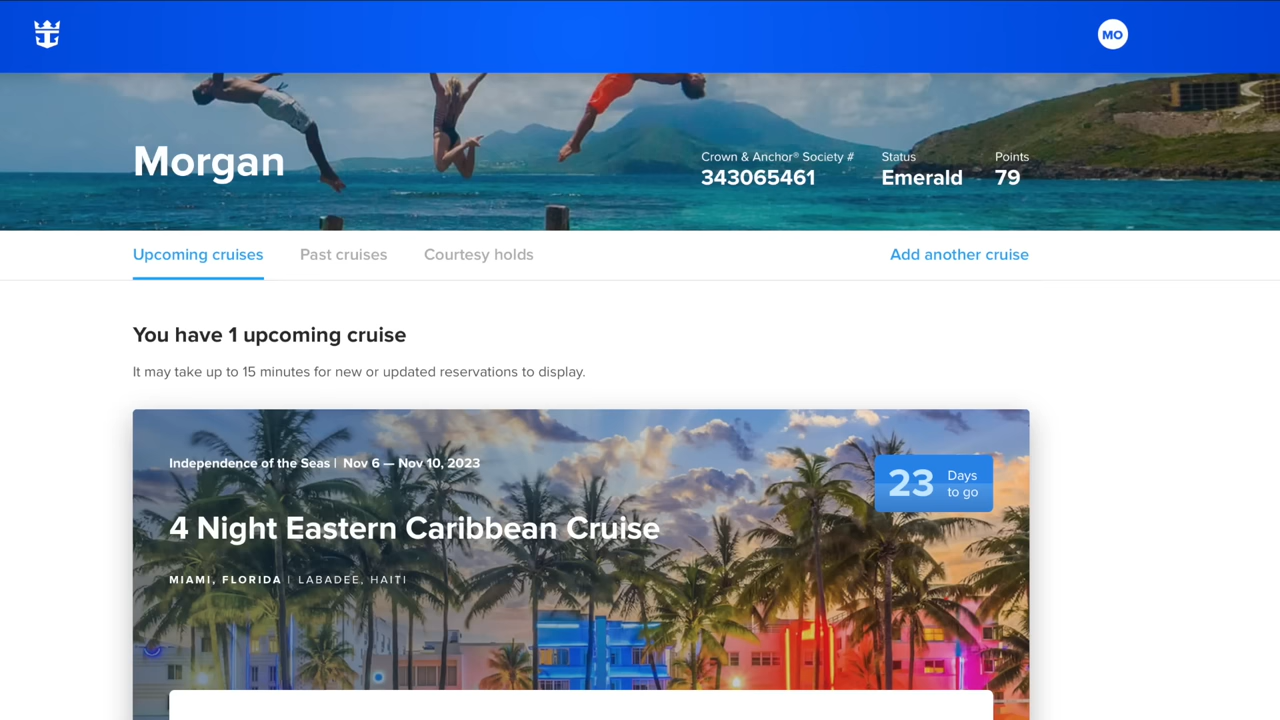 MO
Morgan
Crown & Anchor® Society #
343065461
Status
Emerald
Points
79
Upcoming cruises
Past cruises
Courtesy holds
Add another cruise
You have 1 upcoming cruise
It may take up to 15 minutes for new or updated reservations to display.
Independence of the Seas | Nov 6 — Nov 10, 2023
23
Days
to go
4 Night Eastern Caribbean Cruise
MIAMI, FLORIDA | LABADEE, HAITI